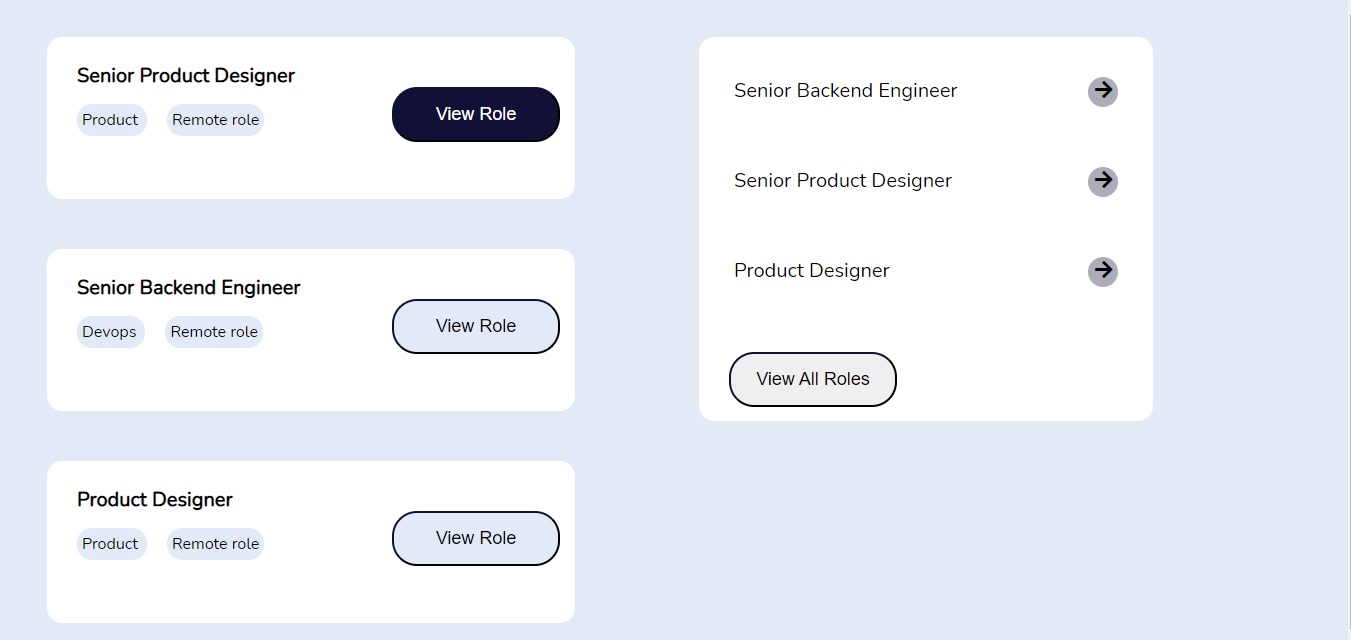 Senior Product Designer
Product
Remote role
View Role
Senior Backend Engineer
Devops
Remote role
View Role
Product Designer
Product
Remote role
View Role
Senior Backend Engineer
Senior Product Designer
Product Designer
View All Roles